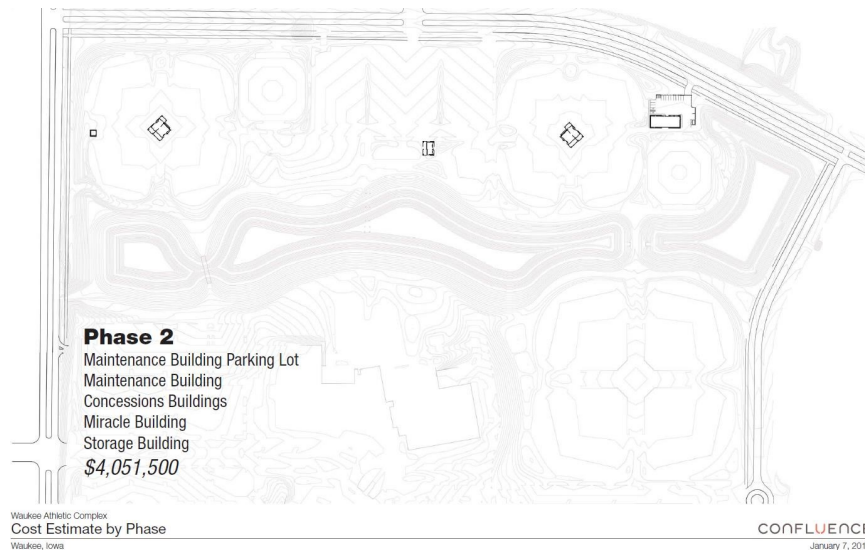 Phase 2
Maintenance Building Parking Lot
Maintenance Building
Concessions Buildings
Miracle Building
Storage Building
$4,051,500
Waukee Athletic Complex
Cost Estimate by Phase
Waukee, Iowa
CONFLUENCE
January 7, 201